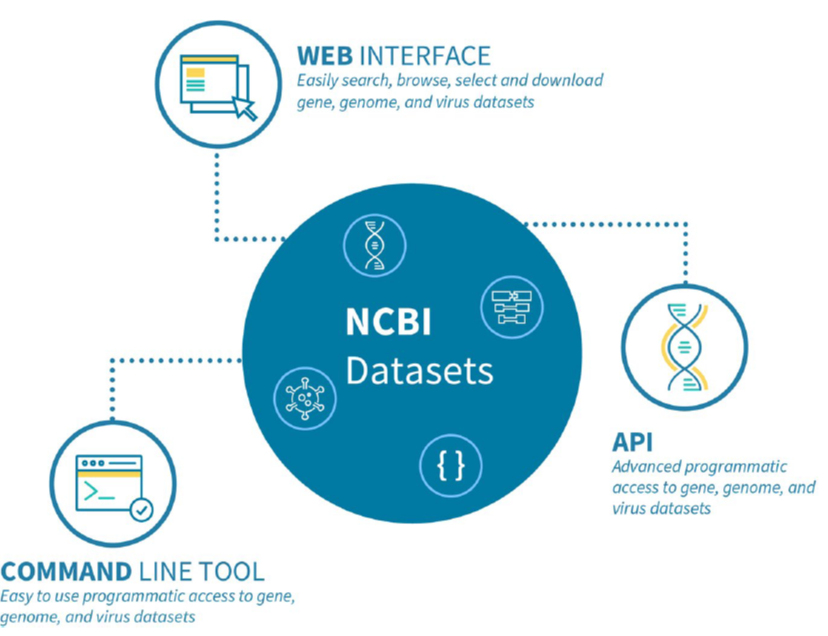 WEB INTERFACE
Easily search, browse, select and download
gene, genome, and virus datasets
NCBI
Datasets
{ }
API
Advanced programmatic
access to gene, genome, and
virus datasets
>_
COMMAND LINE TOOL
Easy to use programmatic access to gene,
genome, and virus datasets